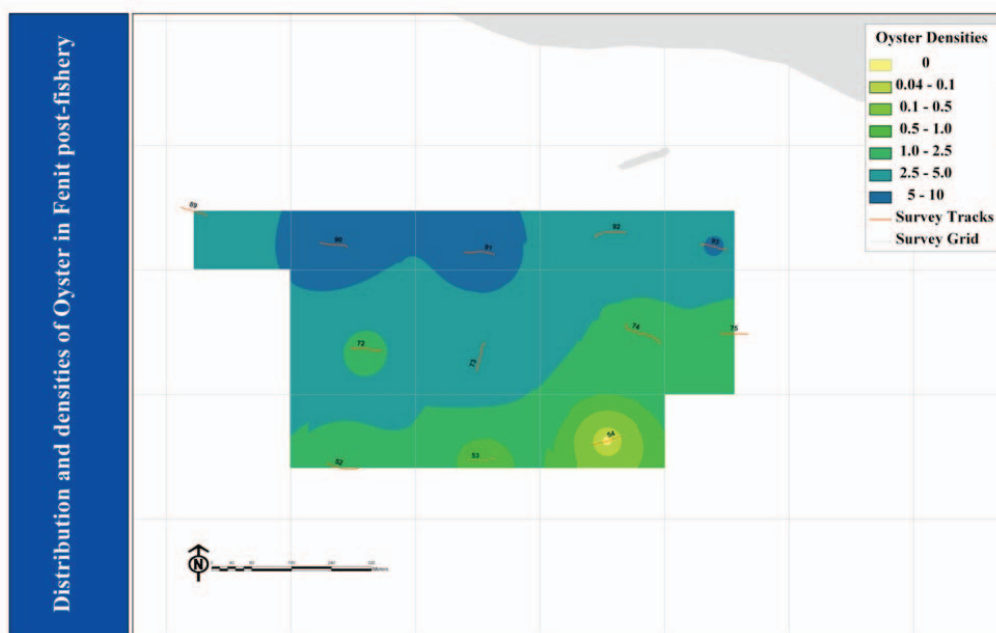 Distribution and densities of Oyster in Fenit post-fishery
Oyster Densities
0
0.04 - 0.1
0.1 - 0.5
0.5 - 1.0
1.0 - 2.5
2.5 - 5.0
5 - 10
Survey Tracks
Survey Grid
89
90
91
92
93
72
73
74
75
52
53
54
N